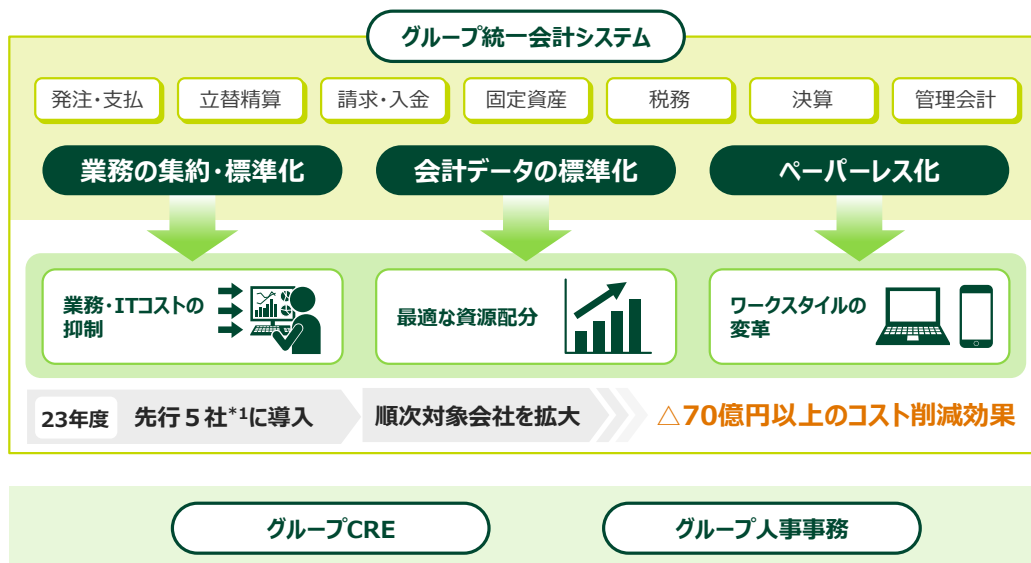 グループ統一会計システム
発注・支払
立替精算
請求・入金
固定資産
税務
決算
管理会計
業務の集約・標準化
会計データの標準化
ペーパーレス化
業務・ITコストの
抑制
最適な資源配分
ワークスタイルの
変革
23年度 先行5社*1に導入
順次対象会社を拡大
△70億円以上のコスト削減効果
グループCRE
グループ人事事務